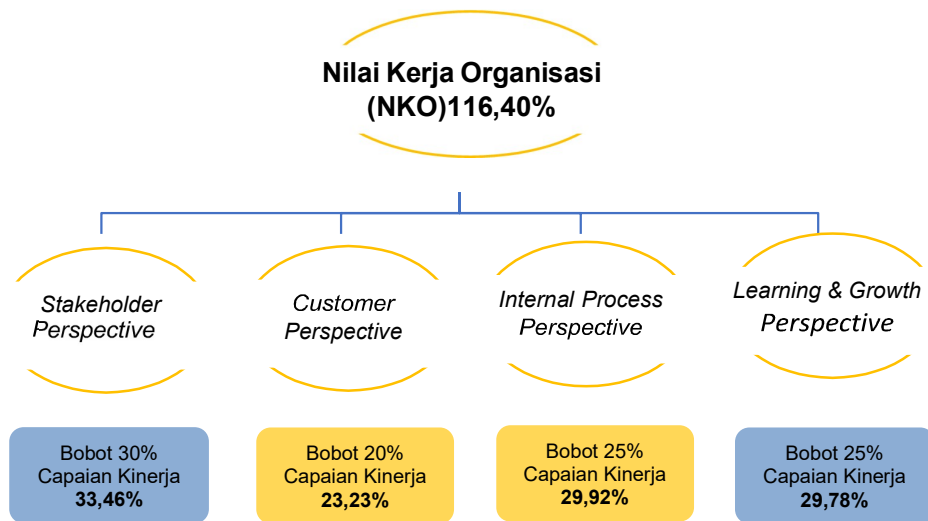 Nilai Kerja Organisasi
(NKO)116,40%
Stakeholder
Perspective
Customer
Perspective
Internal Process
Perspective
Learning & Growth
Perspective
Bobot 30%
Capaian Kinerja
33,46%
Bobot 20%
Capaian Kinerja
23,23%
Bobot 25%
Capaian Kinerja
29,92%
Bobot 25%
Capaian Kinerja
29,78%